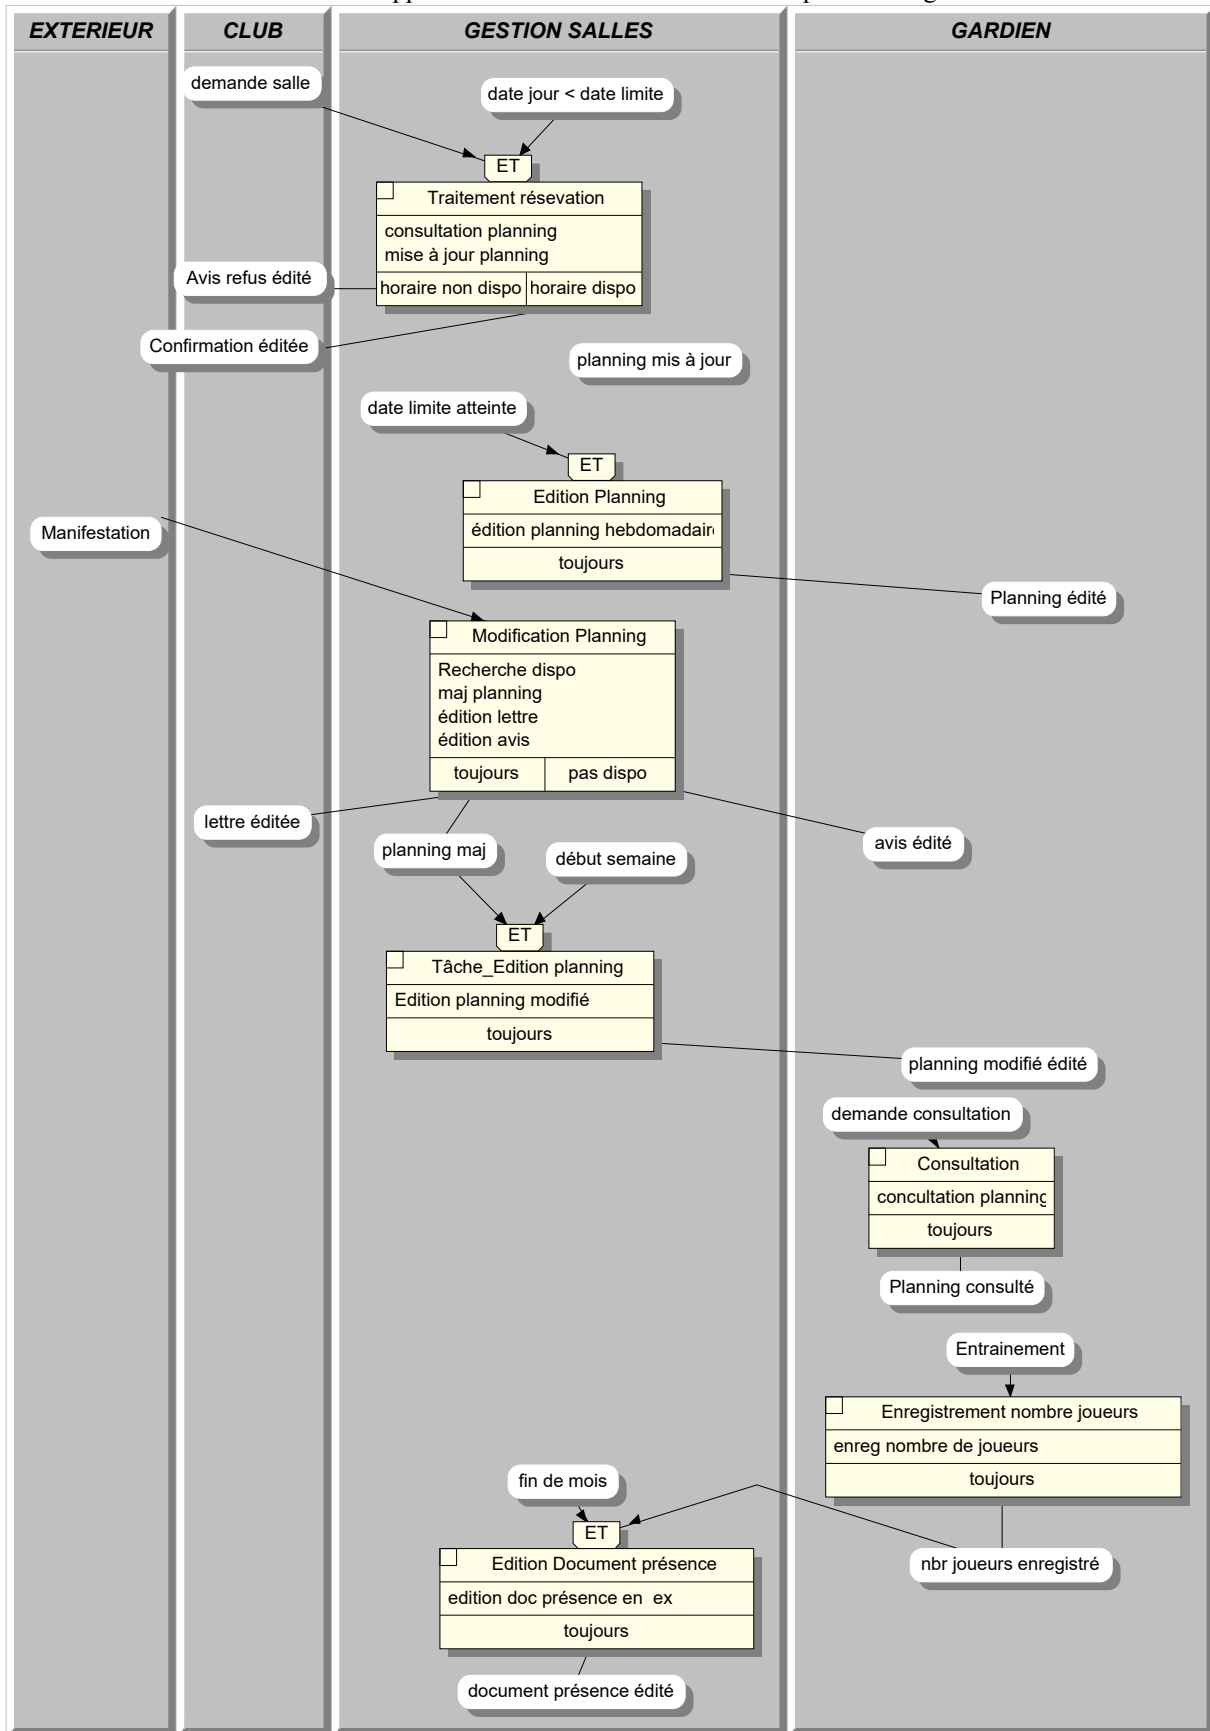 EXTERIEUR
CLUB
GESTION SALLES
GARDIEN
demande salle
date jour < date limite
ET
Traitement résevation
consultation planning
mise à jour planning
Avis refus édité
horaire non dispo
horaire dispo
Confirmation éditée
planning mis à jour
date limite atteinte
ET
Edition Planning
Manifestation
édition planning hebdomadair
toujours
Planning édité
Modification Planning
Recherche dispo
maj planning
édition lettre
édition avis
toujours
pas dispo
lettre éditée
avis édité
planning maj
début semaine
ET
Tâche_Edition planning
Edition planning modifié
toujours
planning modifié édité
demande consultation
Consultation
concultation planning
toujours
Planning consulté
Entrainement
Enregistrement nombre joueurs
enreg nombre de joueurs
toujours
fin de mois
ET
nbr joueurs enregistré
Edition Document présence
edition doc présence en ex
toujours
document présence édité